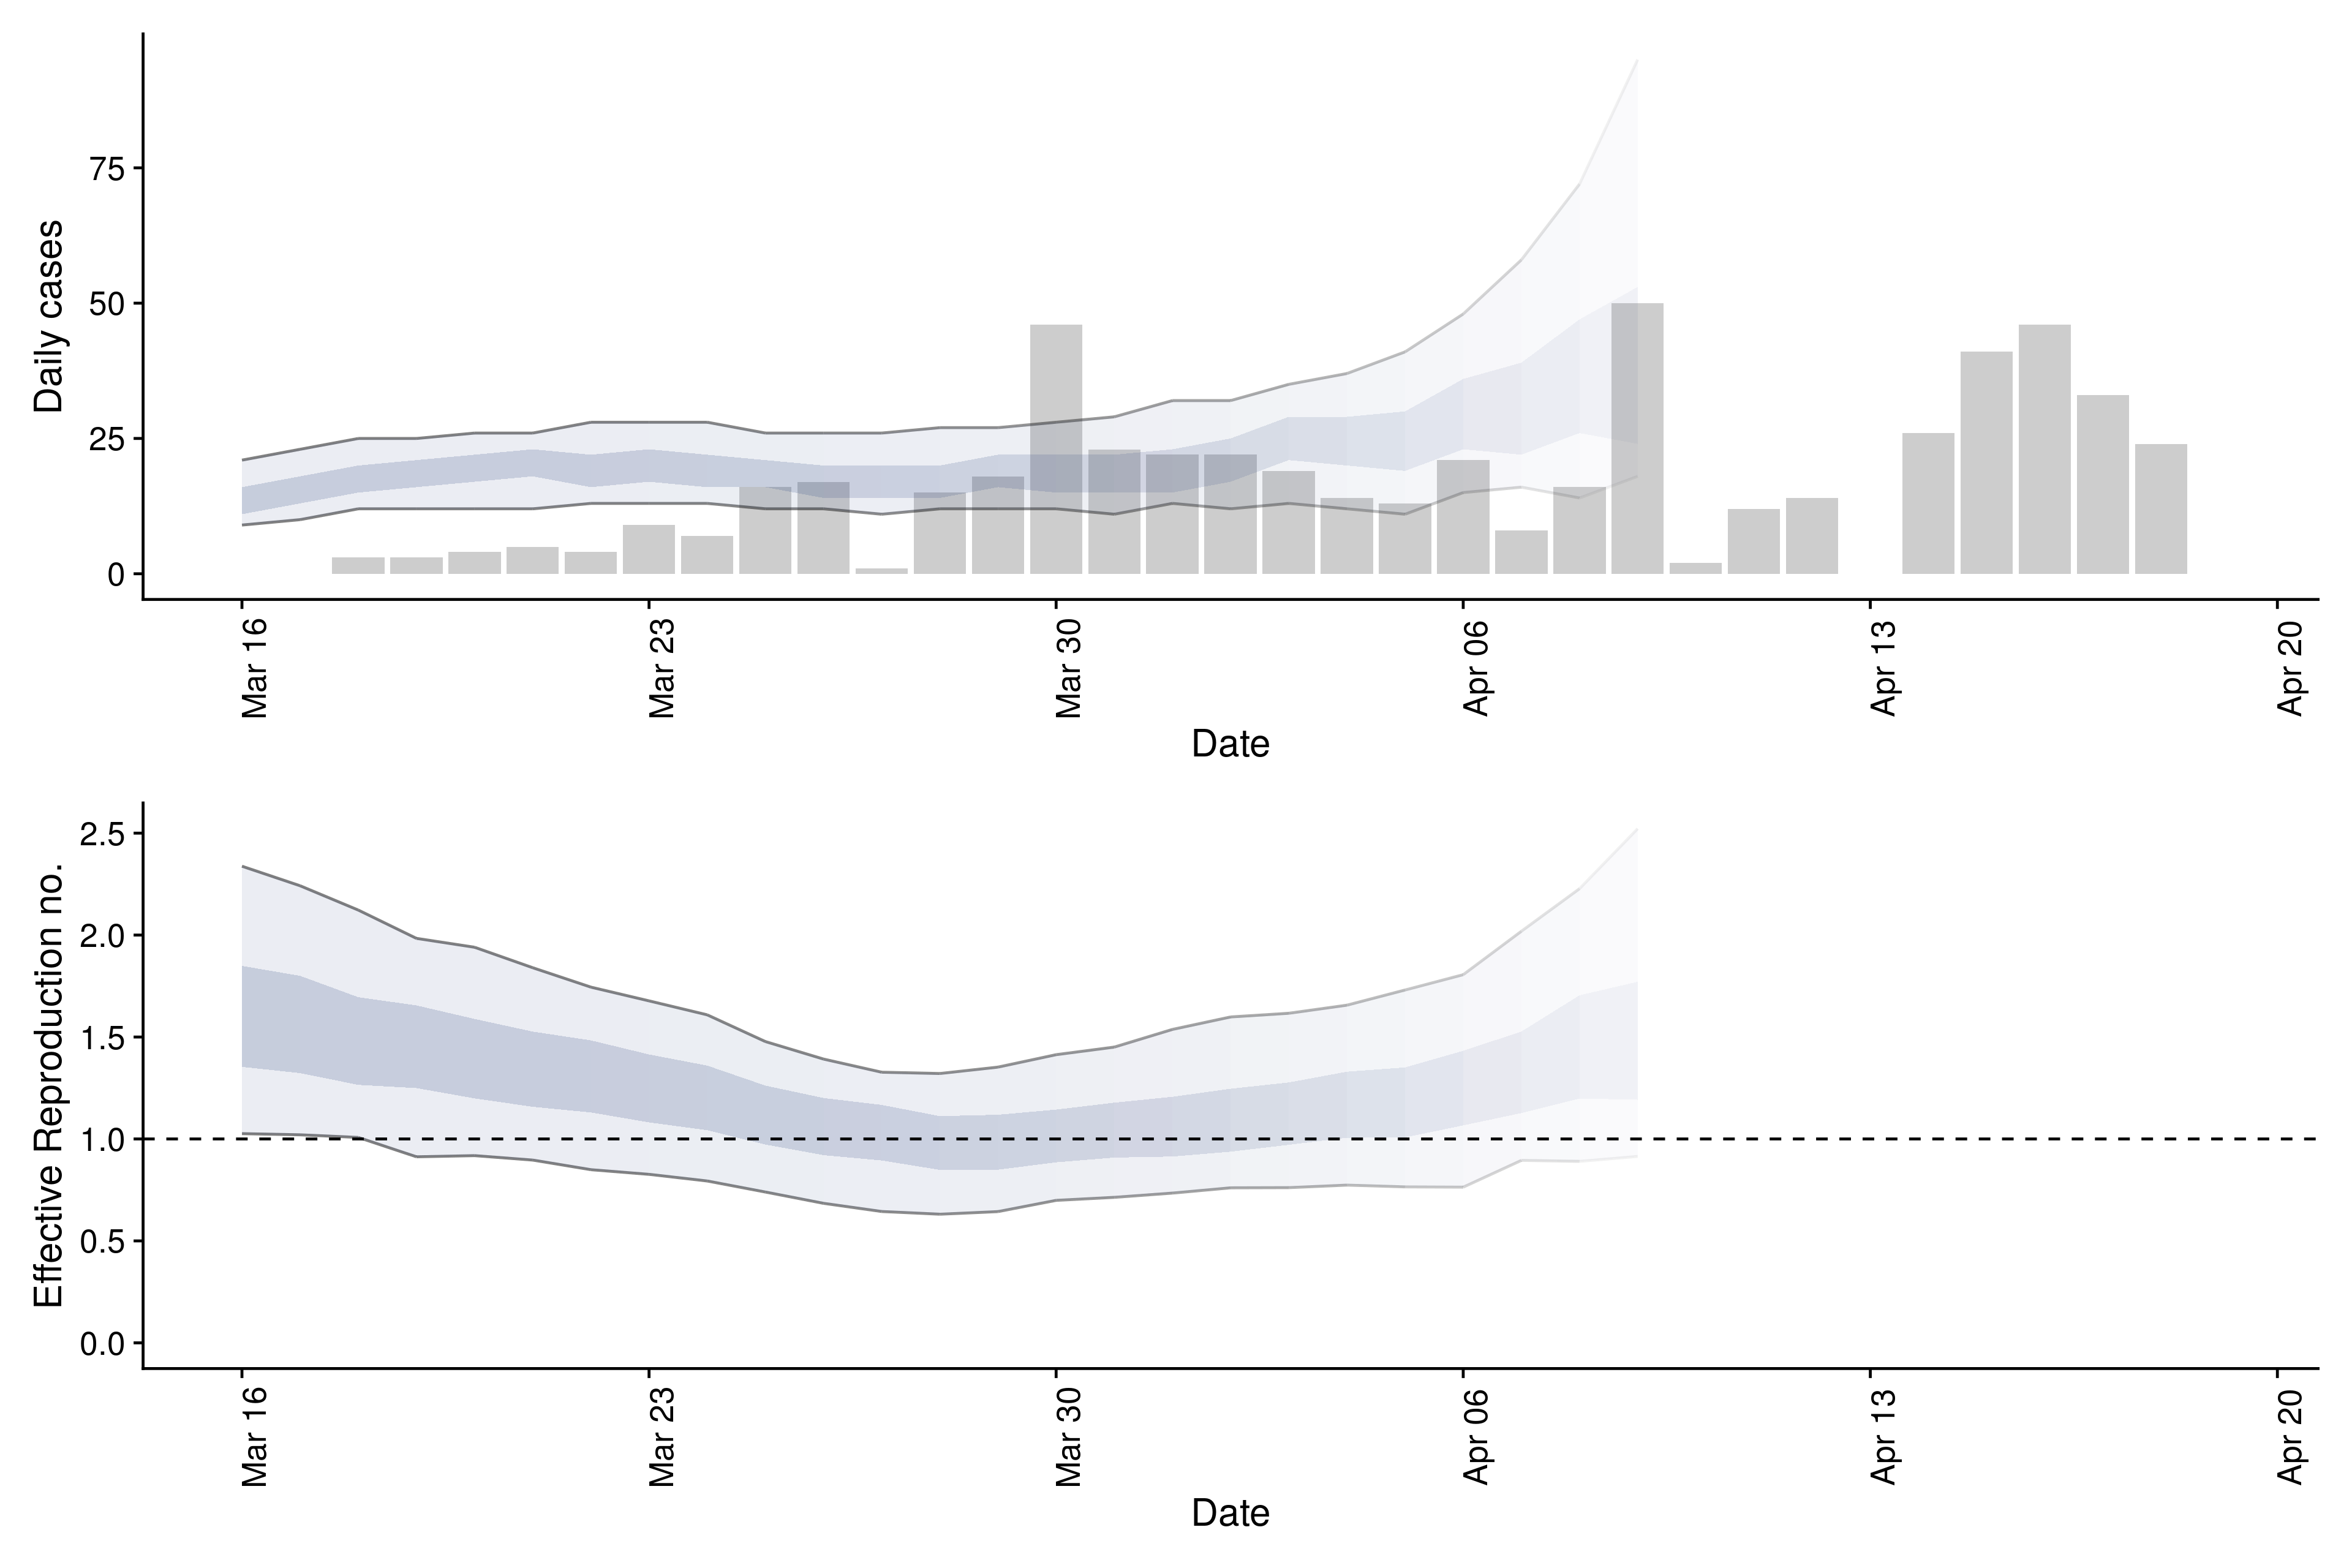 Daily cases
75
50
25
0
Mar 16
Mar 23
Mar 30
Apr 06
Apr 13
Apr 20
Date
Effective Reproduction no.
2.5
2.0
1.5
1.0
0.5
0.0
Mar 16
Mar 23
Mar 30
Apr 06
Apr 13
Apr 20
Date